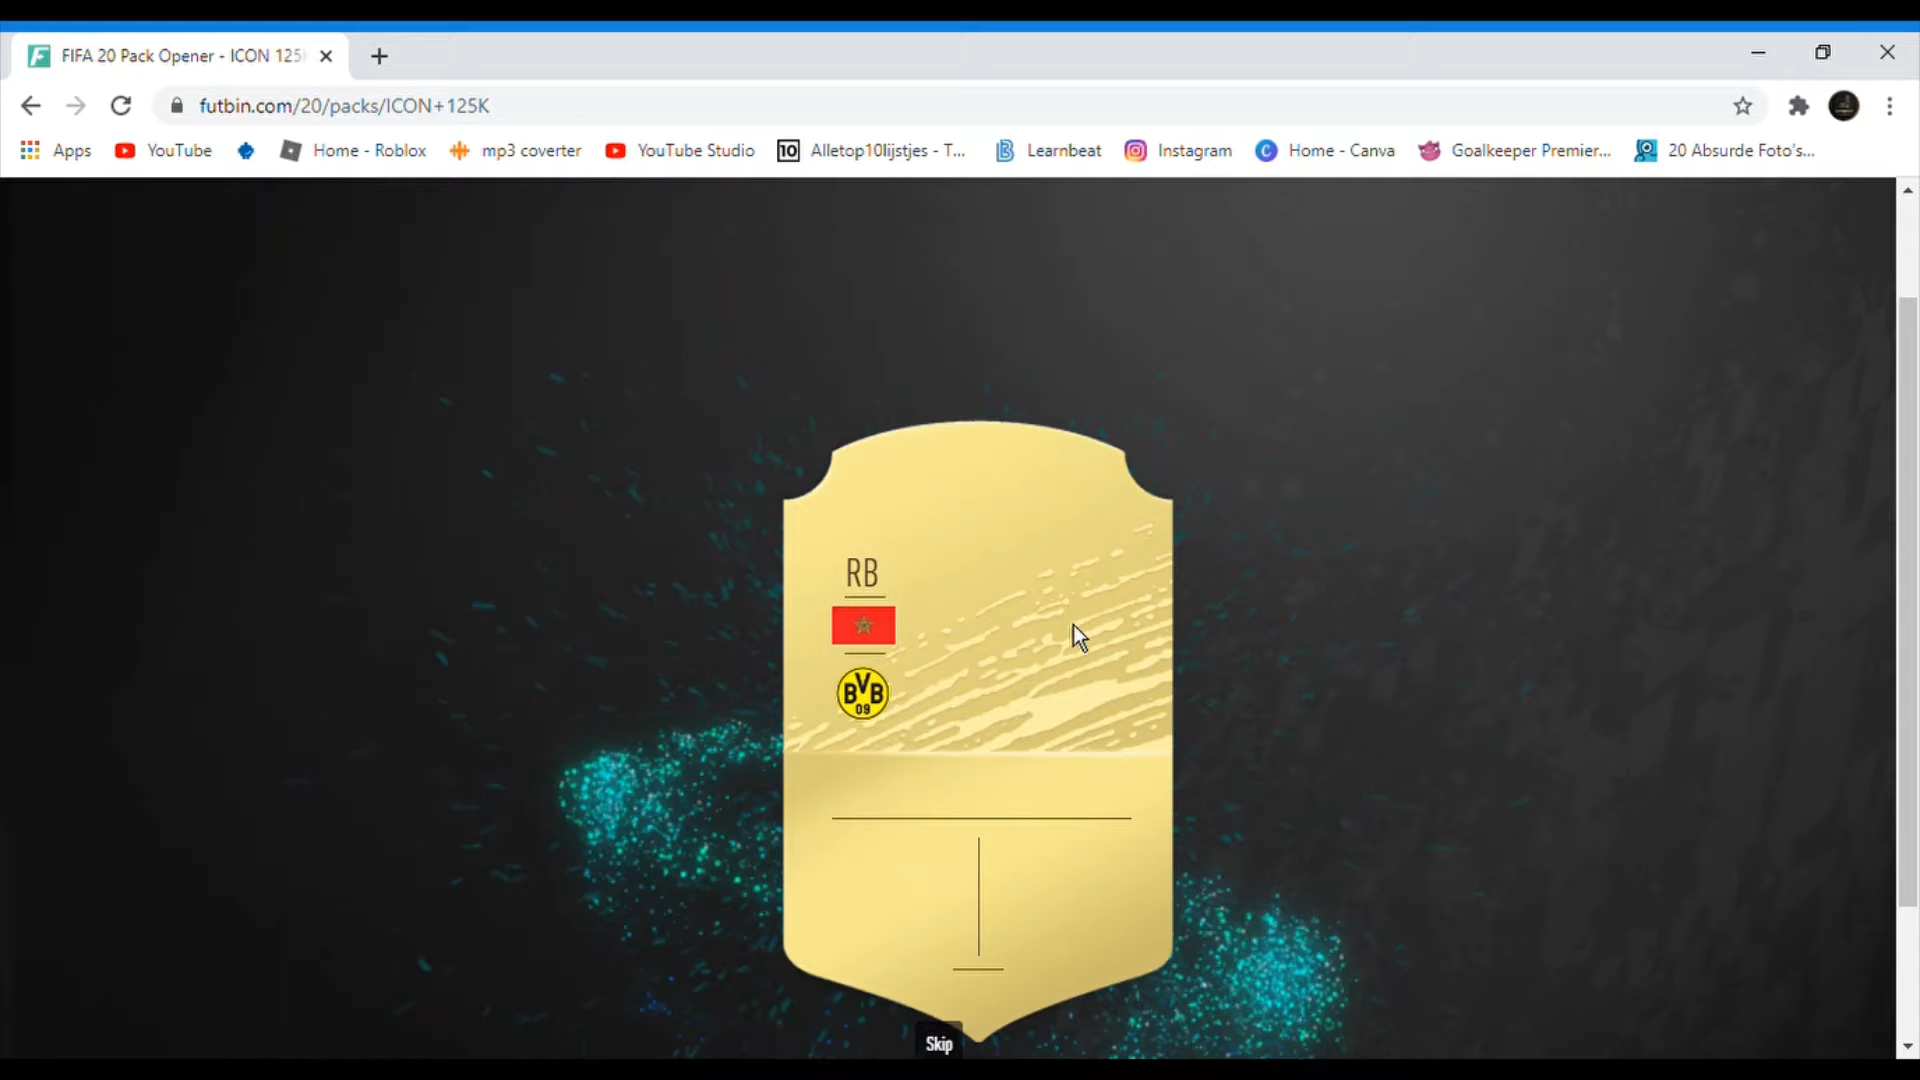 FIFA 20 Pack Opener - ICON 125
futbin.com/20/packs/ICON+125K
Apps YouTube Home - Roblox mp3 coverter YouTube Studio 10 Alletop10lijstjes - T... Learnbeat Instagram C Home - Canva Goalkeeper Premier... 20 Absurde Foto's...
RB
BVB
09
Skip